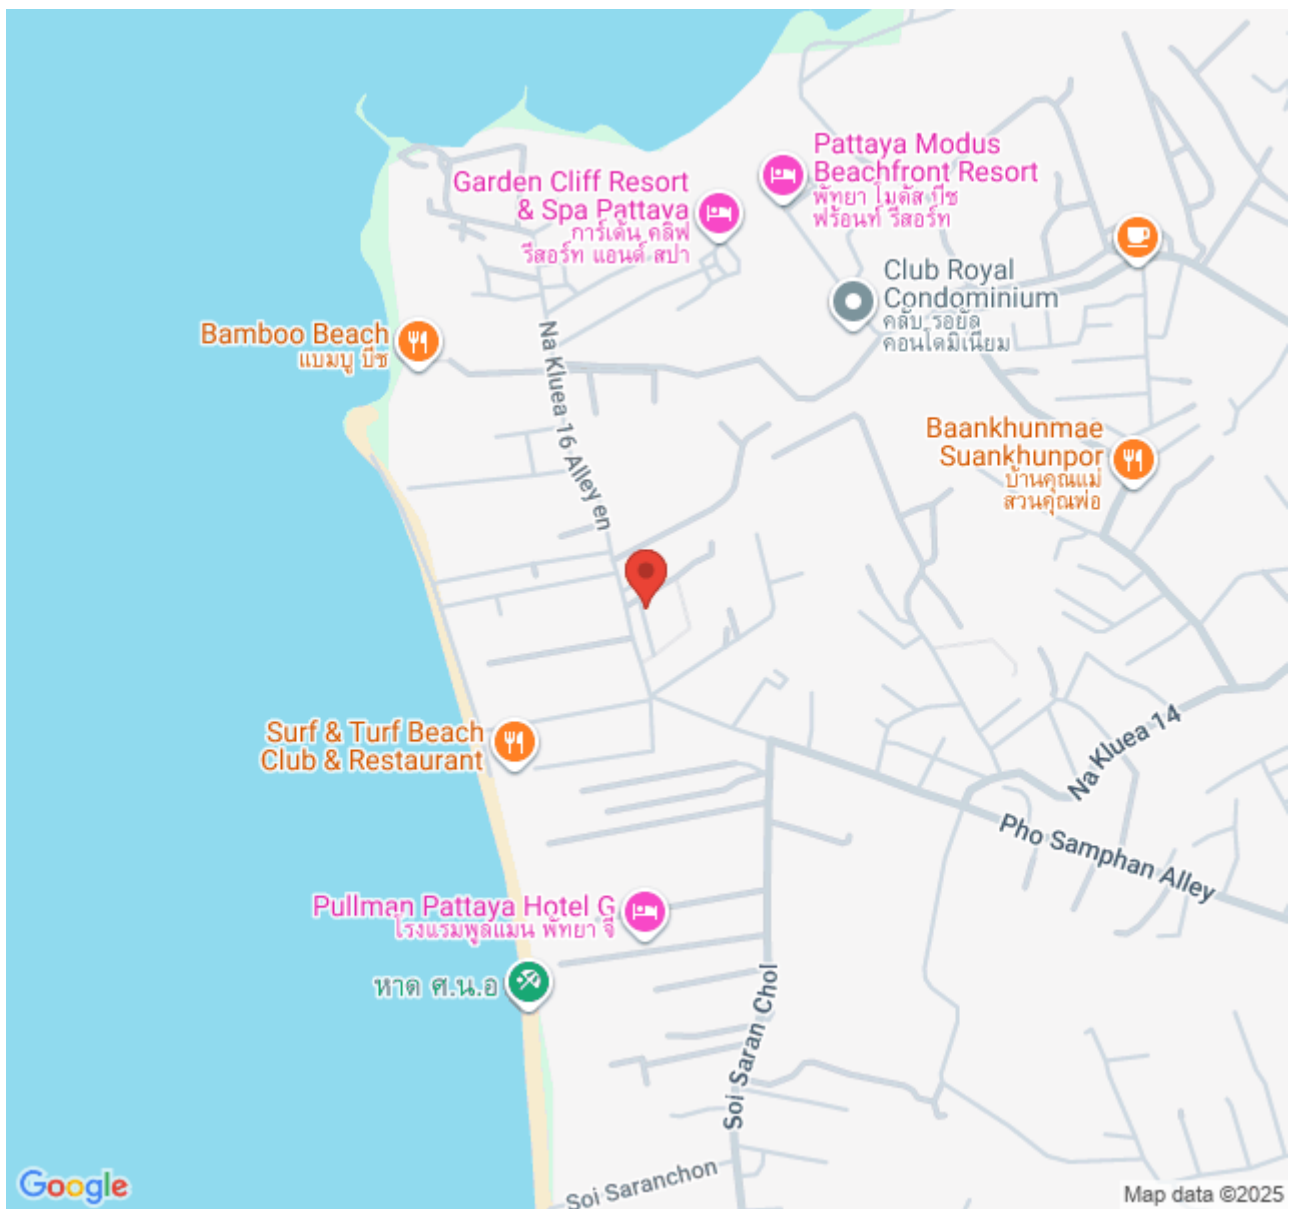 Pattaya Modus
Beachfront Resort
พัทยา โมดัส บีช
ฟร้อนท์ รีสอร์ท
Garden Cliff Resort
& Spa Pattaya
การ์เด้น คลิฟ
รีสอร์ท แอนด์ สปา
Club Royal
Condominium
คลับ รอยัล
คอนโดมิเนียม
Bamboo Beach
แบมบู บีช
Na Kluea 16 Alley en
Baankhunmae
Suankhunpor
บ้านคุณแม่
สวนคุณพ่อ
Surf & Turf Beach
Club & Restaurant
Na Kluea 14
Pho Samphan Alley
Pullman Pattaya Hotel G
โรงแรมพูลแมน พัทยา จี
หาด ศ.น.อ
Soi Saran Chol
Soi Saranchon
Google
Map data ©2025